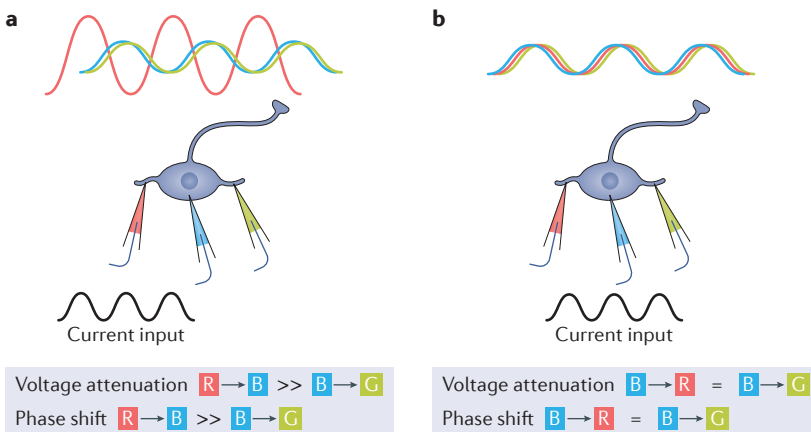 a
b
Current input
Current input
Voltage attenuation R → B >> B → G
Phase shift R → B >> B → G
Voltage attenuation B → R = B → G
Phase shift B → R = B → G